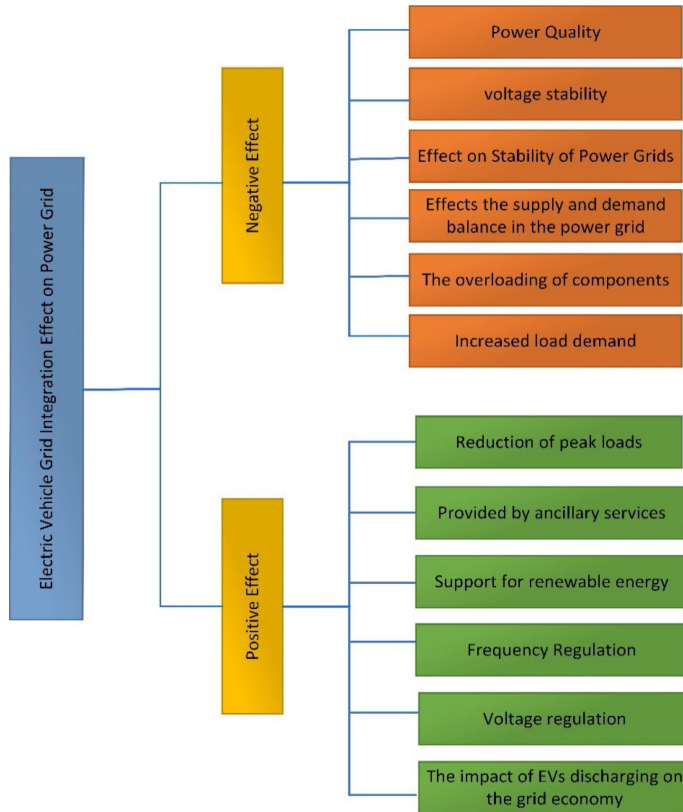 Electric Vehicle Grid Integration Effect on Power Grid
Negative Effect
Power Quality
voltage stability
Effect on Stability of Power Grids
Effects the supply and demand
balance in the power grid
The overloading of components
Increased load demand
Positive Effect
Reduction of peak loads
Provided by ancillary services
Support for renewable energy
Frequency Regulation
Voltage regulation
The impact of EVs discharging on
the grid economy